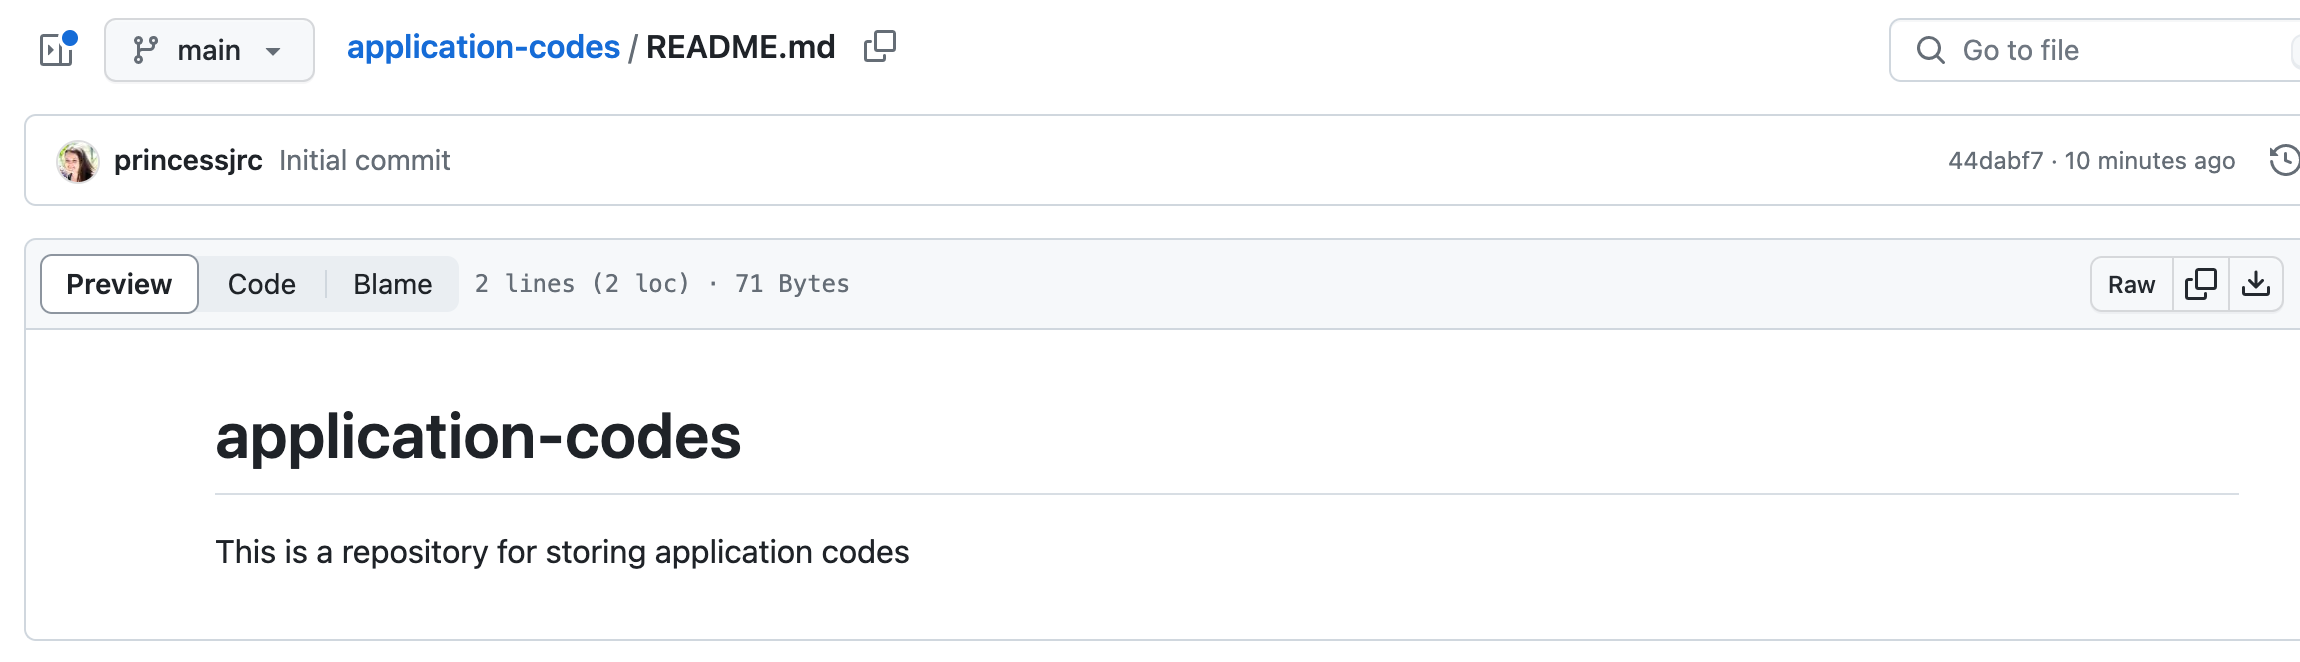 main application-codes / README.md Go to file
princessjrc Initial commit 44dabf7 · 10 minutes ago
Preview Code Blame 2 lines (2 loc) · 71 Bytes Raw
application-codes
This is a repository for storing application codes